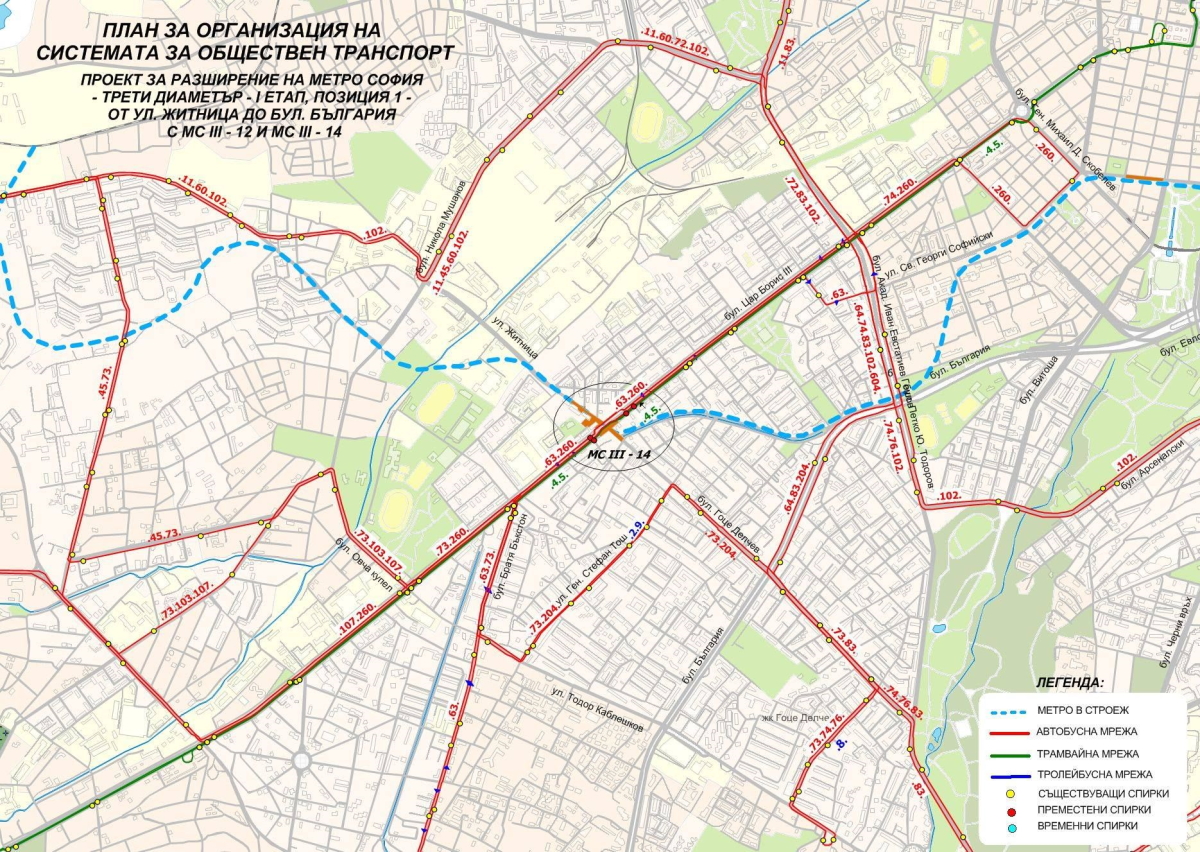 ПЛАН ЗА ОРГАНИЗАЦИЯ НА
СИСТЕМАТА ЗА ОБЩЕСТВЕН ТРАНСПОРТ
ПРОЕКТ ЗА РАЗШИРЕНИЕ НА МЕТРО СОФИЯ
- ТРЕТИ ДИАМЕТЪР - I ЕТАП, ПОЗИЦИЯ 1 -
ОТ УЛ. ЖИТНИЦА ДО БУЛ. БЪЛГАРИЯ
С МС III - 12 И МС III - 14
.11.60.72.102.
.11.83.
бул. Ген. Михаил Д. Скобелев
.4.5.
.260.
.260.
.74.260.
.72.83.102.
.11.60.102.
.102.
бул. Никола Мушанов
.11.45.60.102.
ул. Св. Георги Софийски
бул. Цар Борис III
.63.
бул. Акад. Иван Евстатиев Гешов
.64.74.83.102.604.
6
ул. Житница
бул. България
бул. Витоша
бул. Евло
.45.73.
.63.260.
.4.5.
МС III - 14
бул. Петко Ю. Тодоров
.74.76.102.
.63.260.
.4.5.
.64.83.204.
.102.
бул. Арсеналски
.102.
бул. Гоце Делчев
.73.204.
.2.9.
.73.204.
ул. Ген. Стефан Тошев
.45.73.
.73.260.
бул. Братя Бъкстон
.63.73.
бул. Овча купел
.73.103.107.
.73.103.107.
.107.260.
бул. България
.73.83.
бул. Черни връх
.63.
ул. Тодор Каблешков
жк Гоце Делче
.74.76.83.
.73.74.76.
.8.
.83.
ЛЕГЕНДА:
МЕТРО В СТРОЕЖ
АВТОБУСНА МРЕЖА
ТРАМВАЙНА МРЕЖА
ТРОЛЕЙБУСНА МРЕЖА
СЪЩЕСТВУВАЩИ СПИРКИ
ПРЕМЕСТЕНИ СПИРКИ
ВРЕМЕННИ СПИРКИ